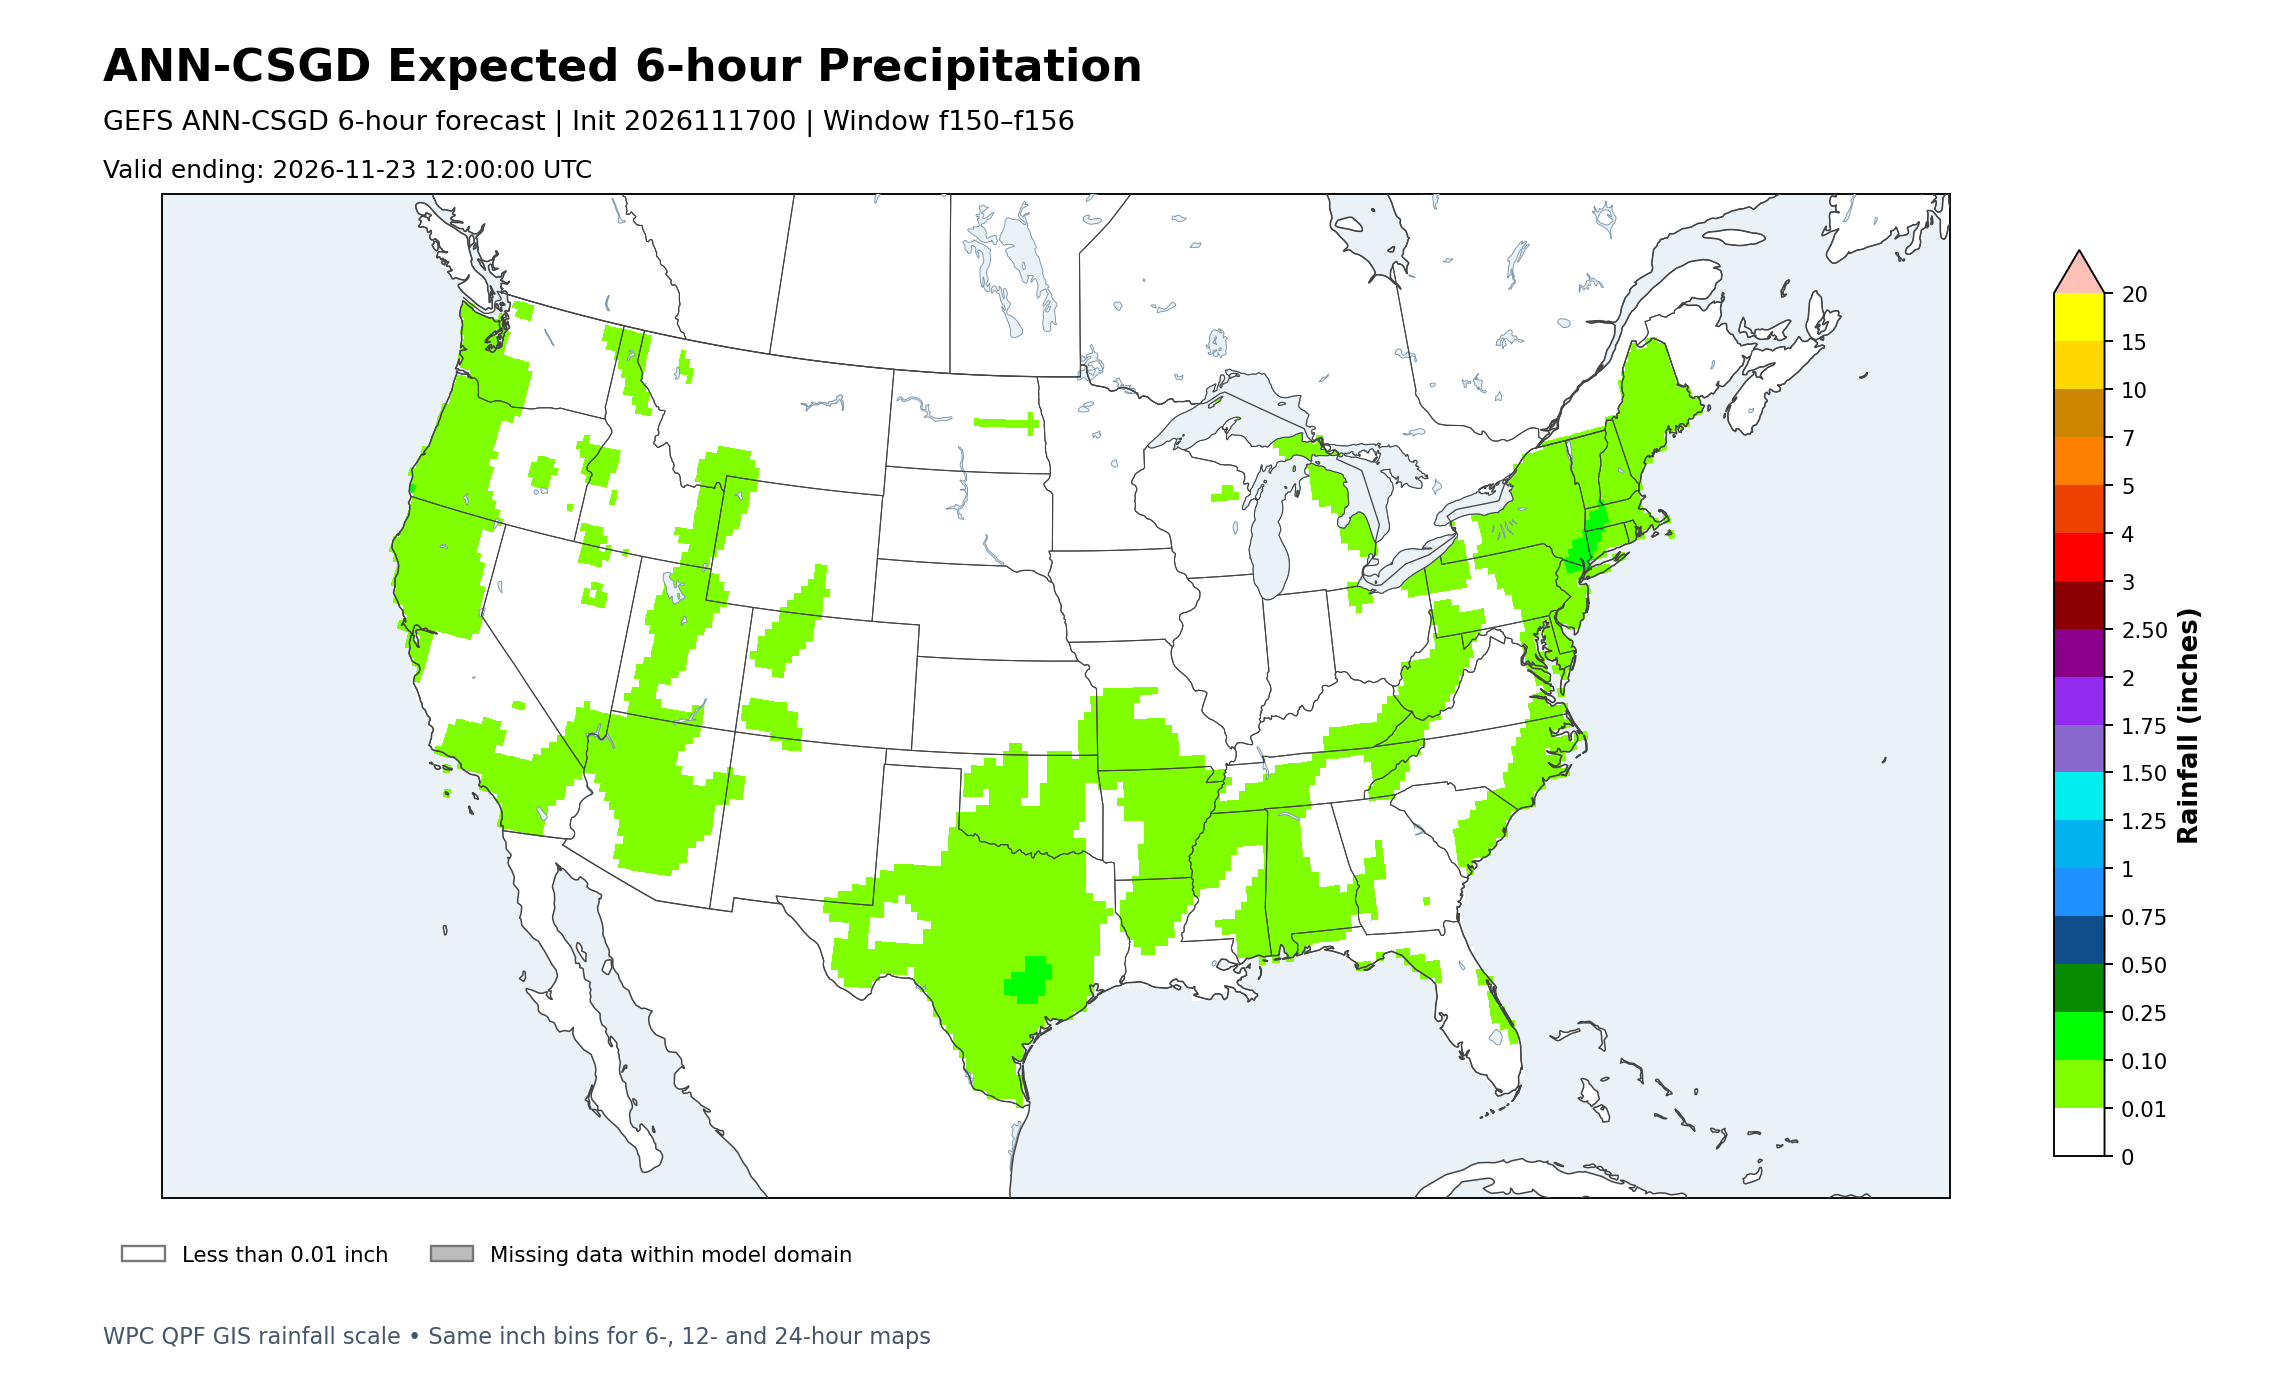 ANN-CSGD Expected 6-hour Precipitation
GEFS ANN-CSGD 6-hour forecast | Init 2026111700 | Window f150–f156
Valid ending: 2026-11-23 12:00:00 UTC
20
15
10
7
5
4
3
2.50
2
1.75
1.50
1.25
1
0.75
0.50
0.25
0.10
0.01
0
Rainfall (inches)
Less than 0.01 inch
Missing data within model domain
WPC QPF GIS rainfall scale • Same inch bins for 6-, 12- and 24-hour maps